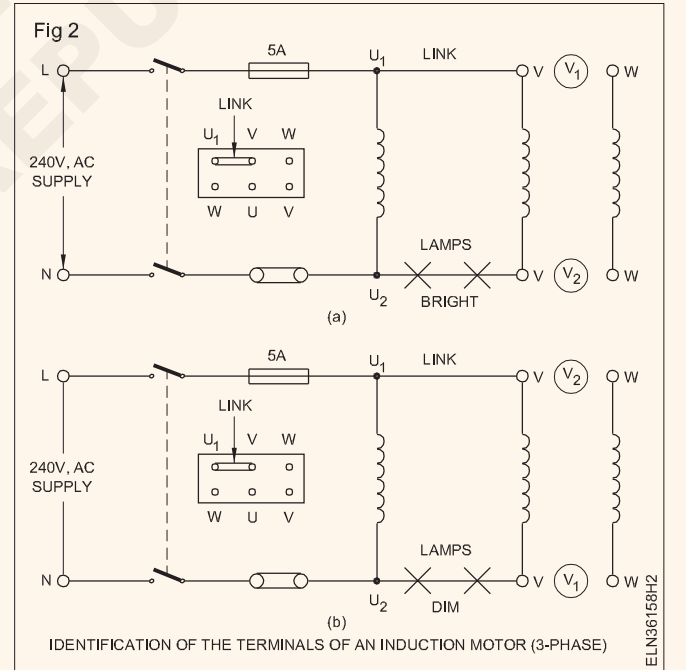 Fig 2
5A
U1
LINK
L
V
V1
W
LINK
U1 V W
240V, AC
SUPPLY
W U V
LAMPS
N
U2
BRIGHT
V
V2
W
(a)
5A
U1
LINK
L
V
V2
W
LINK
U1 V W
240V, AC
SUPPLY
W U V
LAMPS
N
U2
DIM
V
V1
W
(b)
IDENTIFICATION OF THE TERMINALS OF AN INDUCTION MOTOR (3-PHASE)
ELN36158H2